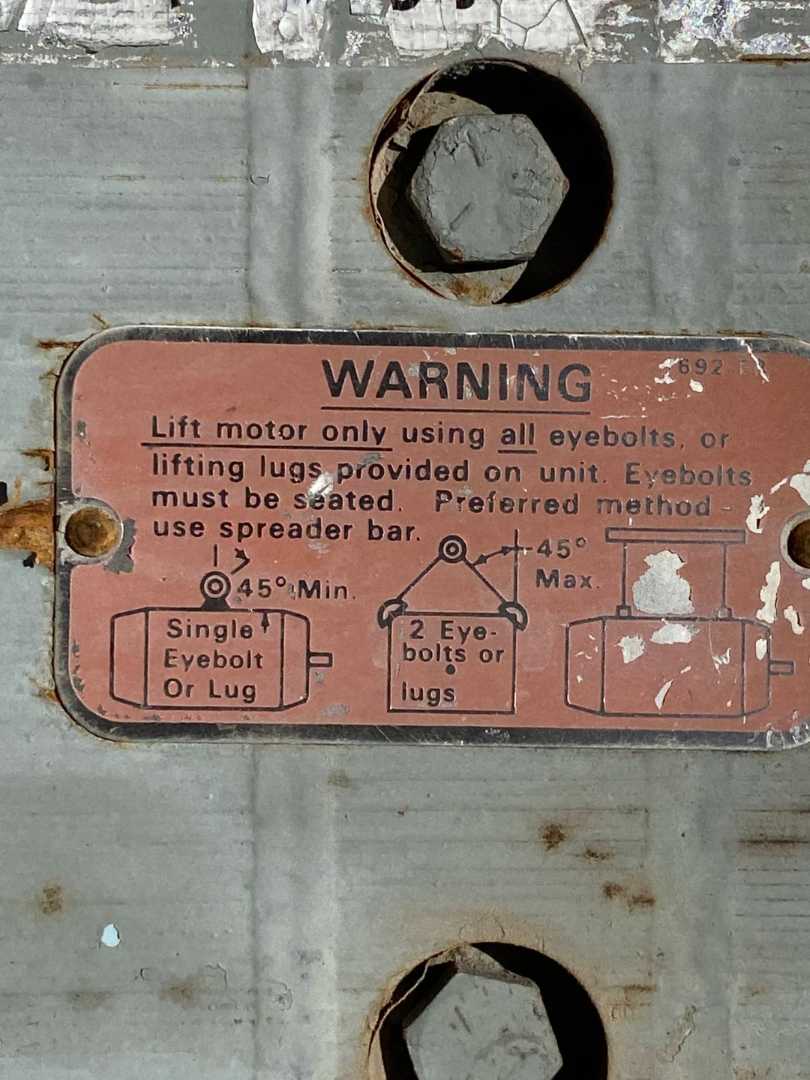 WARNING
692
Lift motor only using all eyebolts, or
lifting lugs provided on unit. Eyebolts
must be seated. Preferred method -
use spreader bar.
45° Min.
45°
Max.
Single
Eyebolt
Or Lug
2 Eye-
bolts or
lugs